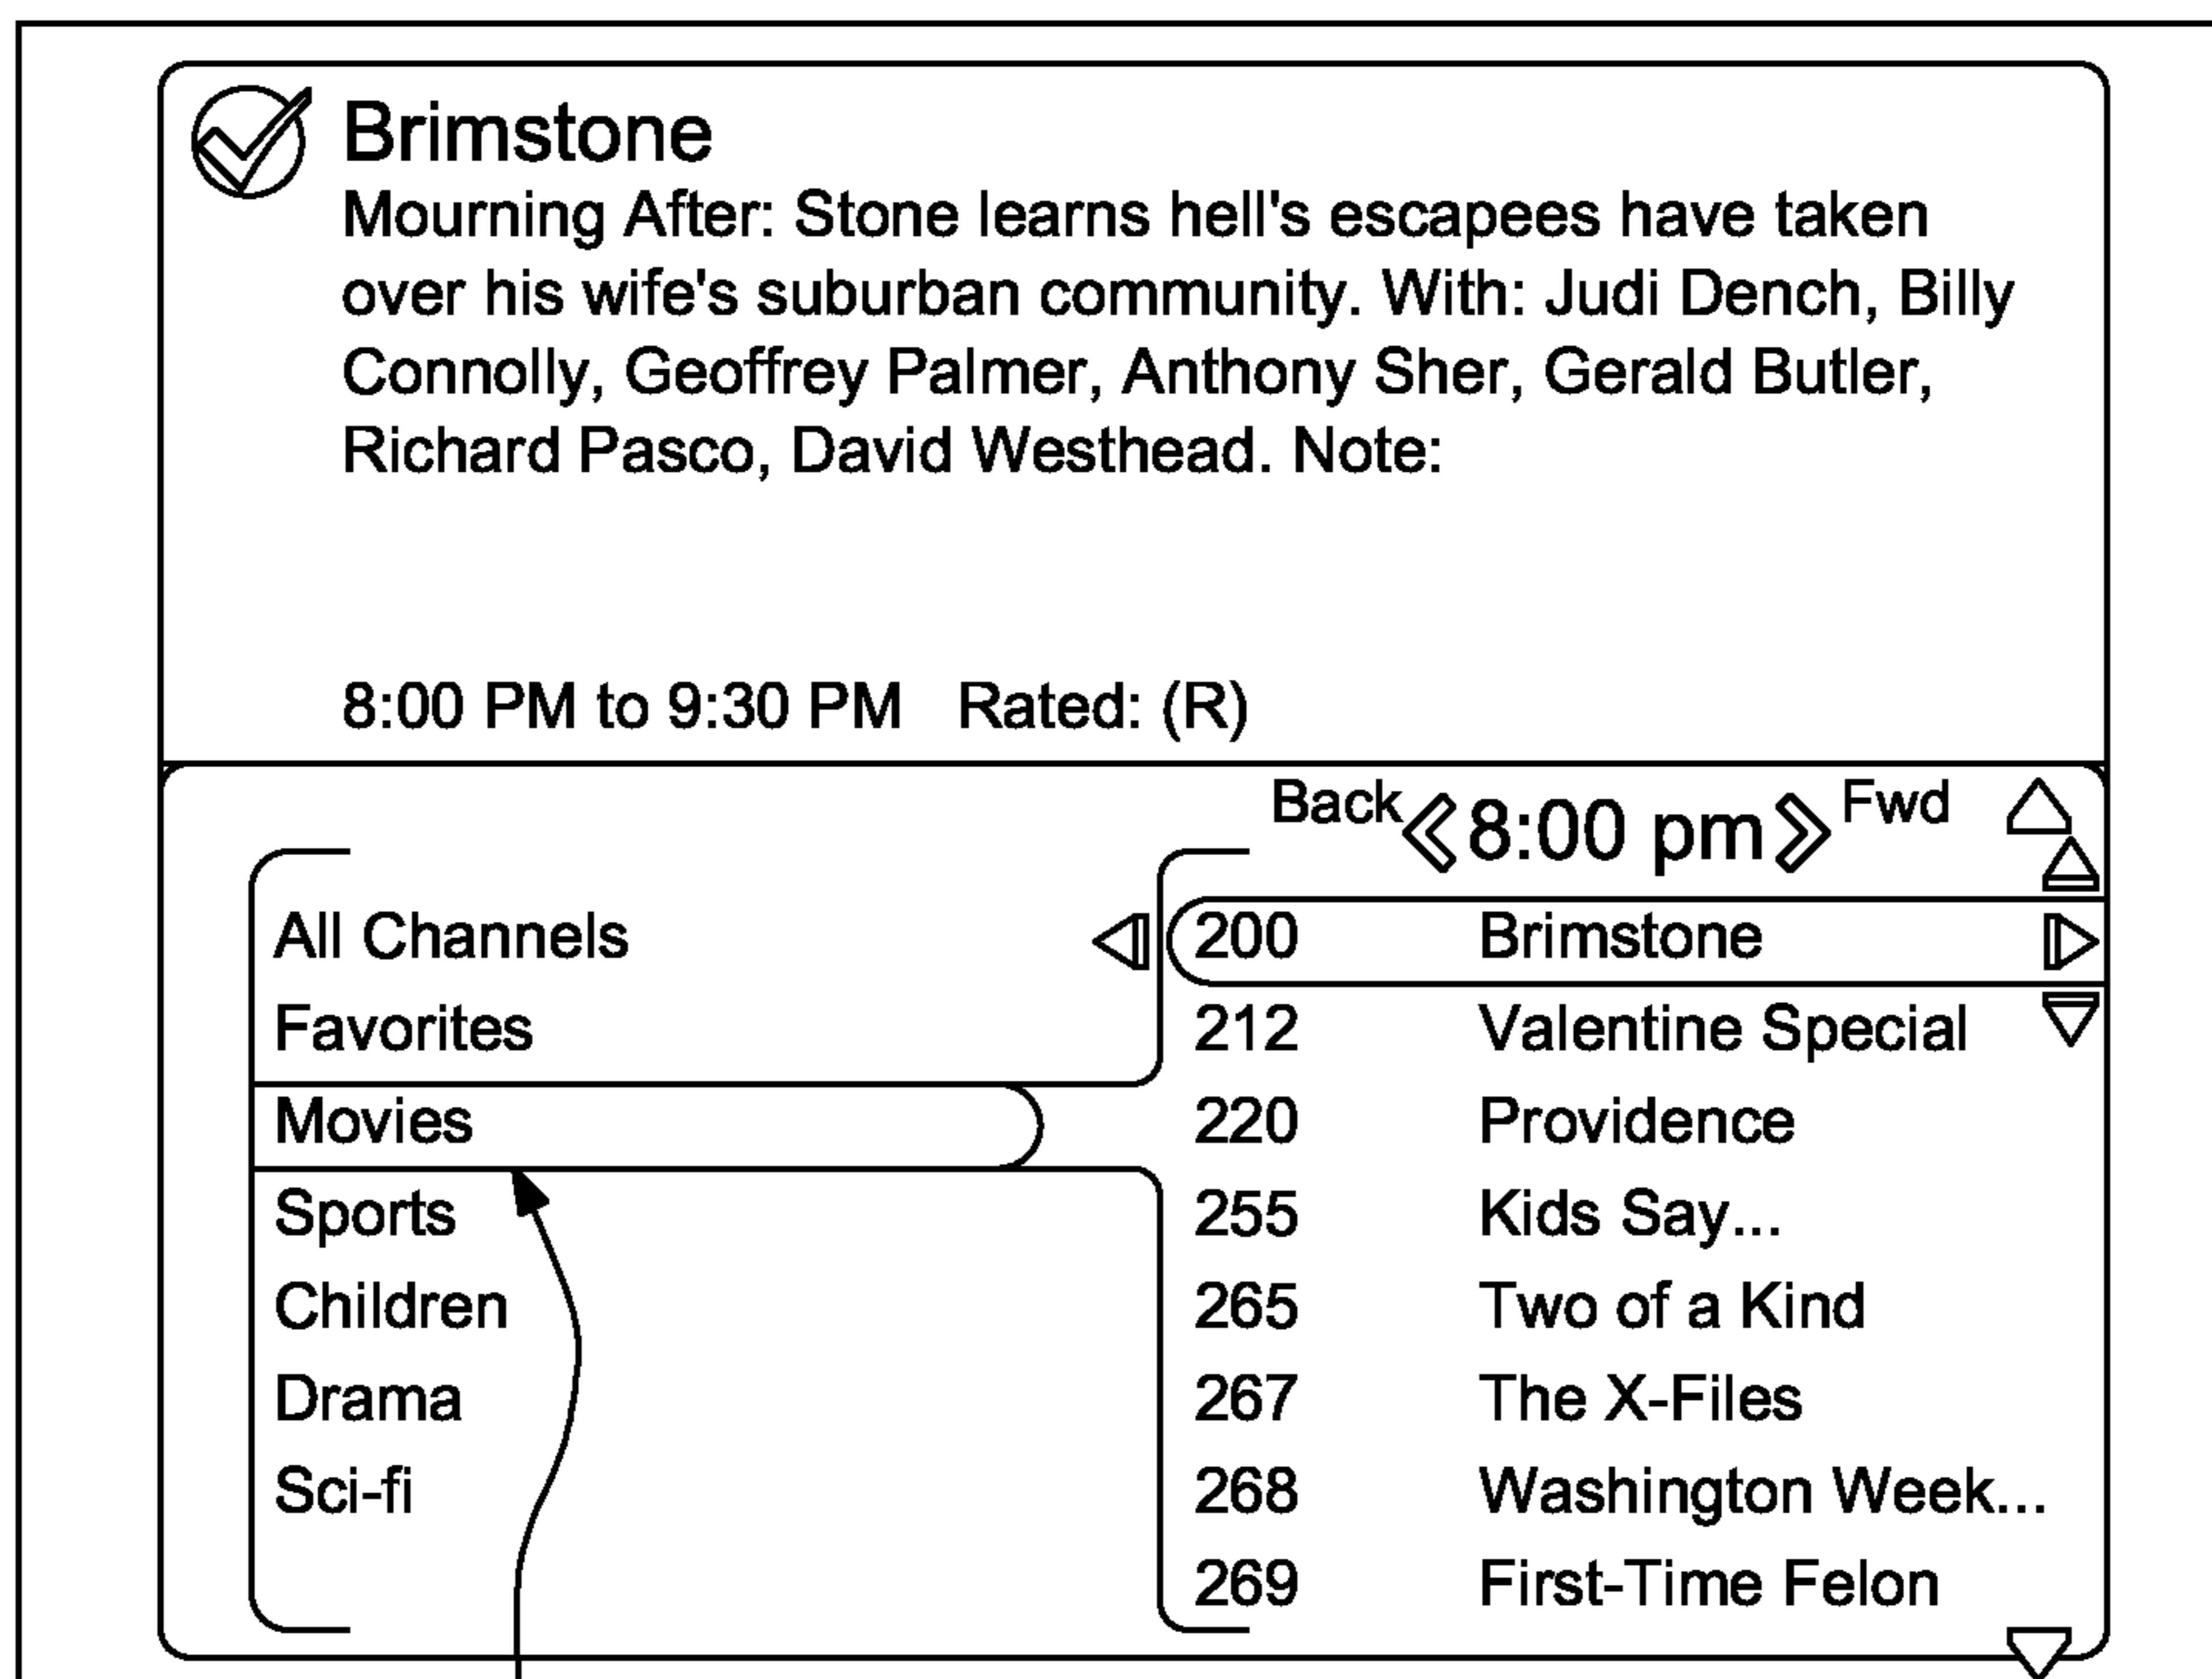 Brimstone
Mourning After: Stone learns hell's escapees have taken
over his wife's suburban community. With: Judi Dench, Billy
Connolly, Geoffrey Palmer, Anthony Sher, Gerald Butler,
Richard Pasco, David Westhead. Note:
8:00 PM to 9:30 PM Rated: (R)
Back 8:00 pm Fwd
All Channels
Favorites
Movies
Sports
Children
Drama
Sci-fi
200 Brimstone
212 Valentine Special
220 Providence
255 Kids Say...
265 Two of a Kind
267 The X-Files
268 Washington Week...
269 First-Time Felon